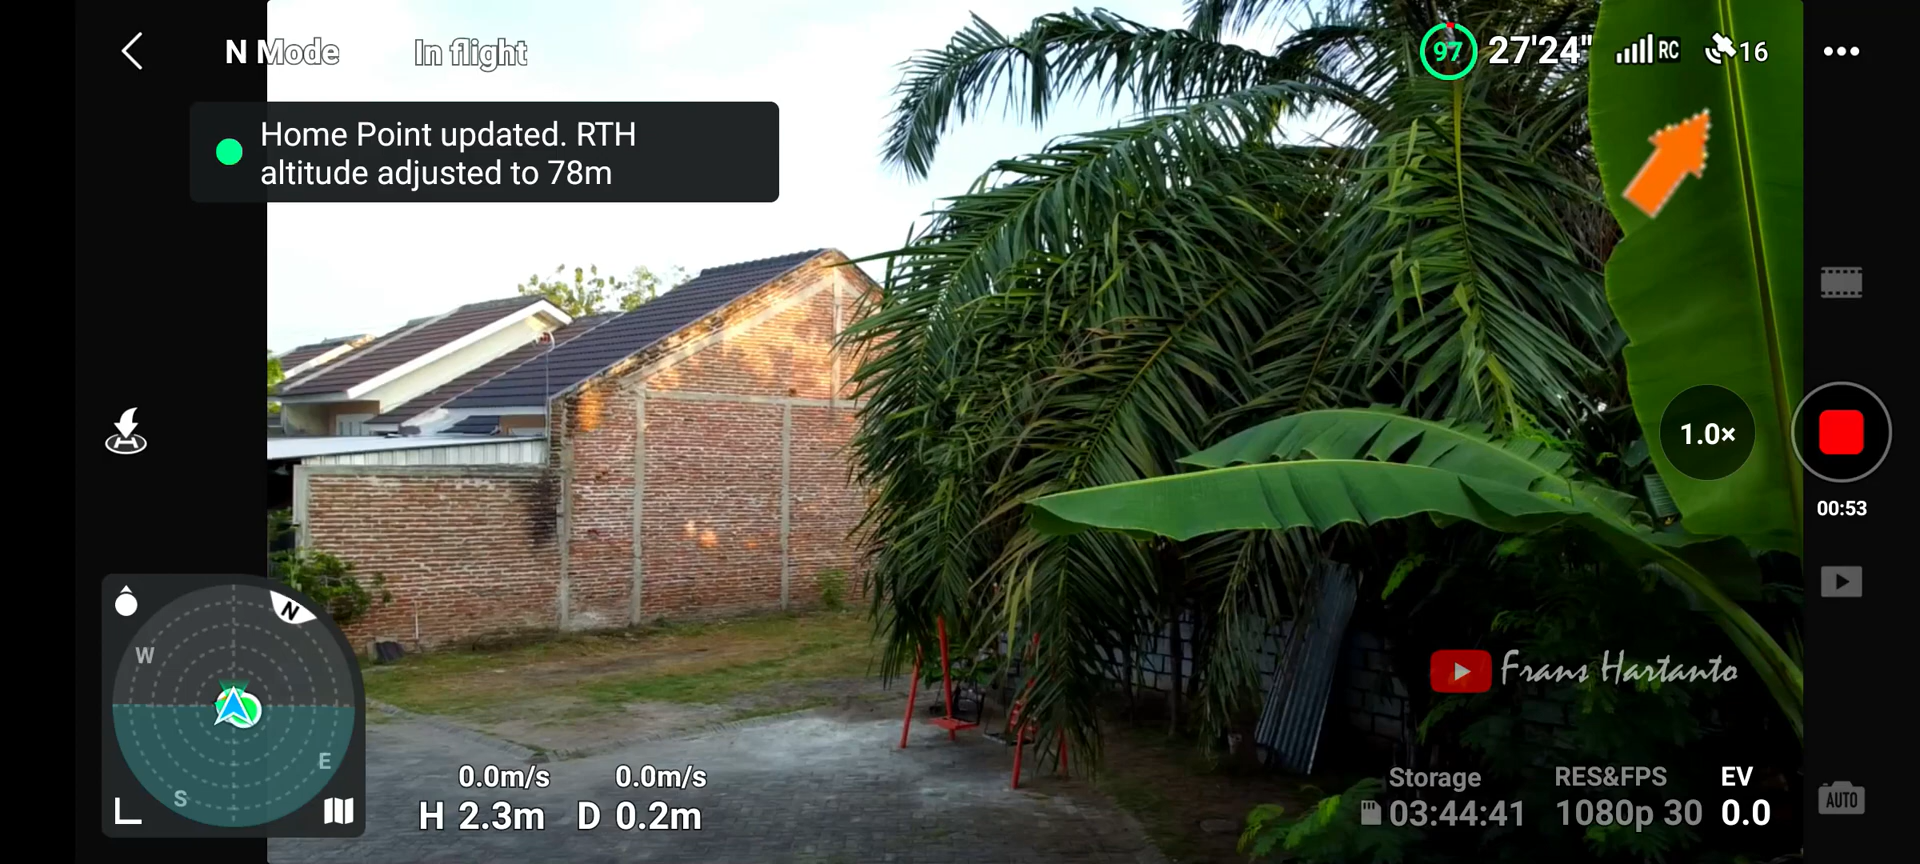 N Mode In flight 97 27'24" RC 16
Home Point updated. RTH
altitude adjusted to 78m
1.0×
00:53
N
W
E
S
Frans Hartanto
0.0m/s 0.0m/s
H 2.3m D 0.2m
Storage RES&FPS EV
03:44:41 1080p 30 0.0
AUTO